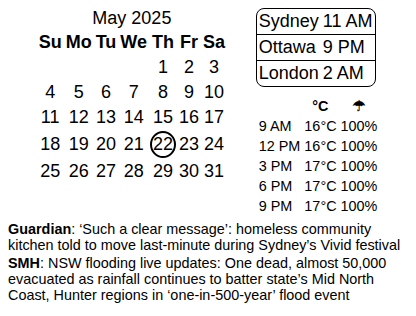 May 2025
Su Mo Tu We Th Fr Sa
1 2 3
4 5 6 7 8 9 10
11 12 13 14 15 16 17
18 19 20 21 22 23 24
25 26 27 28 29 30 31
Sydney 11 AM
Ottawa 9 PM
London 2 AM
°C ☂
9 AM 16°C 100%
12 PM 16°C 100%
3 PM 17°C 100%
6 PM 17°C 100%
9 PM 17°C 100%
Guardian: ‘Such a clear message’: homeless community
kitchen told to move last-minute during Sydney’s Vivid festival
SMH: NSW flooding live updates: One dead, almost 50,000
evacuated as rainfall continues to batter state’s Mid North
Coast, Hunter regions in ‘one-in-500-year’ flood event